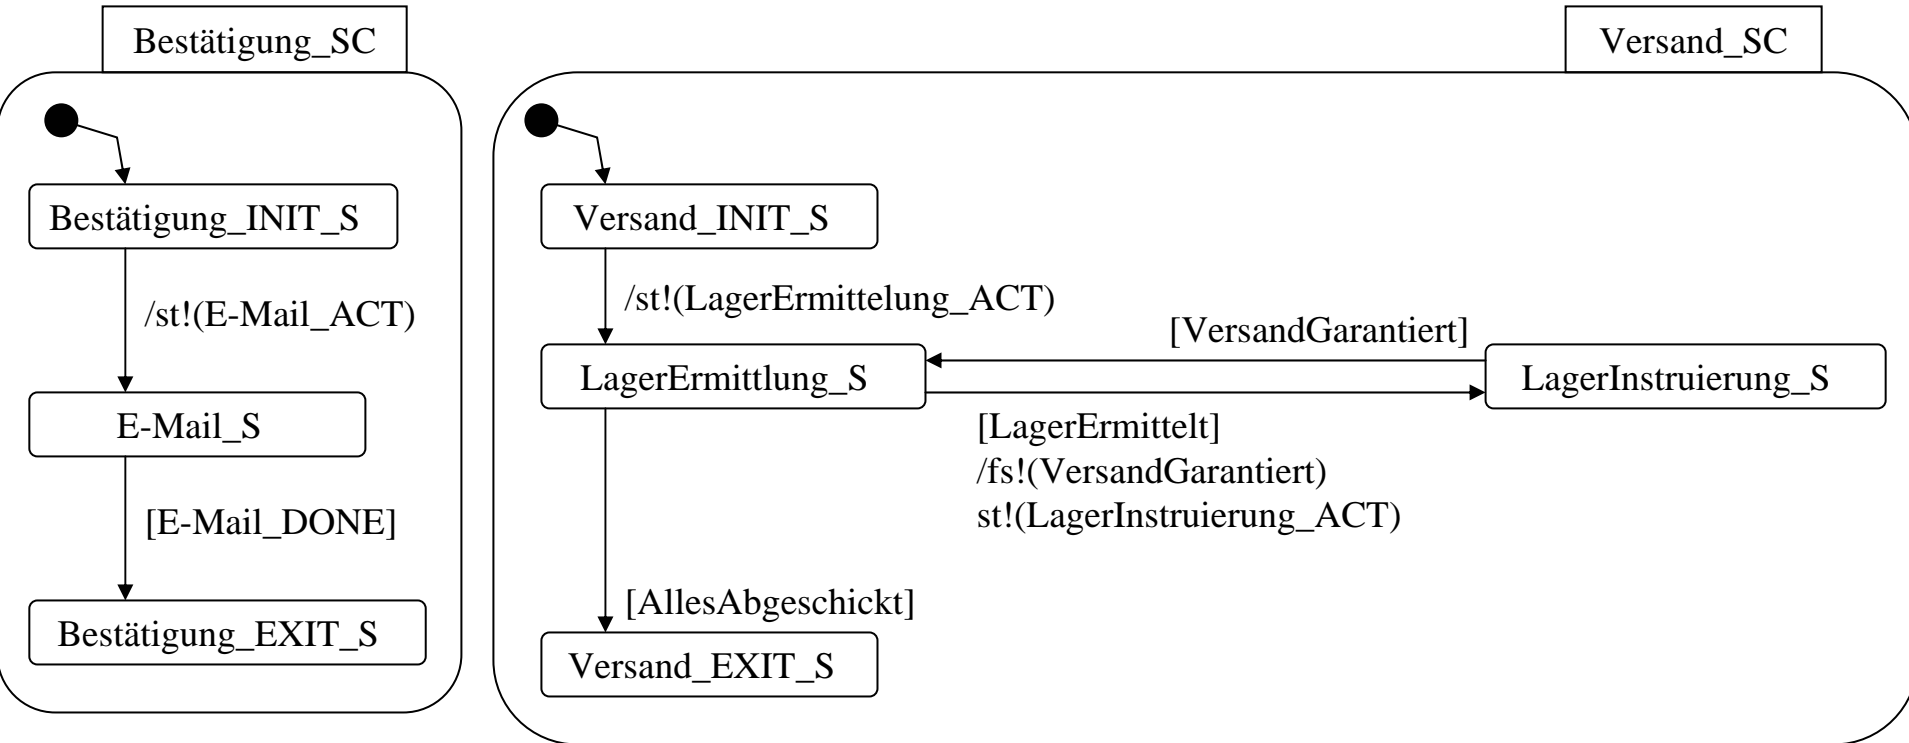 Bestätigung_SC
Bestätigung_INIT_S
/st!(E-Mail_ACT)
E-Mail_S
[E-Mail_DONE]
Bestätigung_EXIT_S
Versand_SC
Versand_INIT_S
/st!(LagerErmittelung_ACT)
[VersandGarantiert]
LagerErmittlung_S
LagerInstruierung_S
[LagerErmittelt]
/fs!(VersandGarantiert)
st!(LagerInstruierung_ACT)
[AllesAbgeschickt]
Versand_EXIT_S